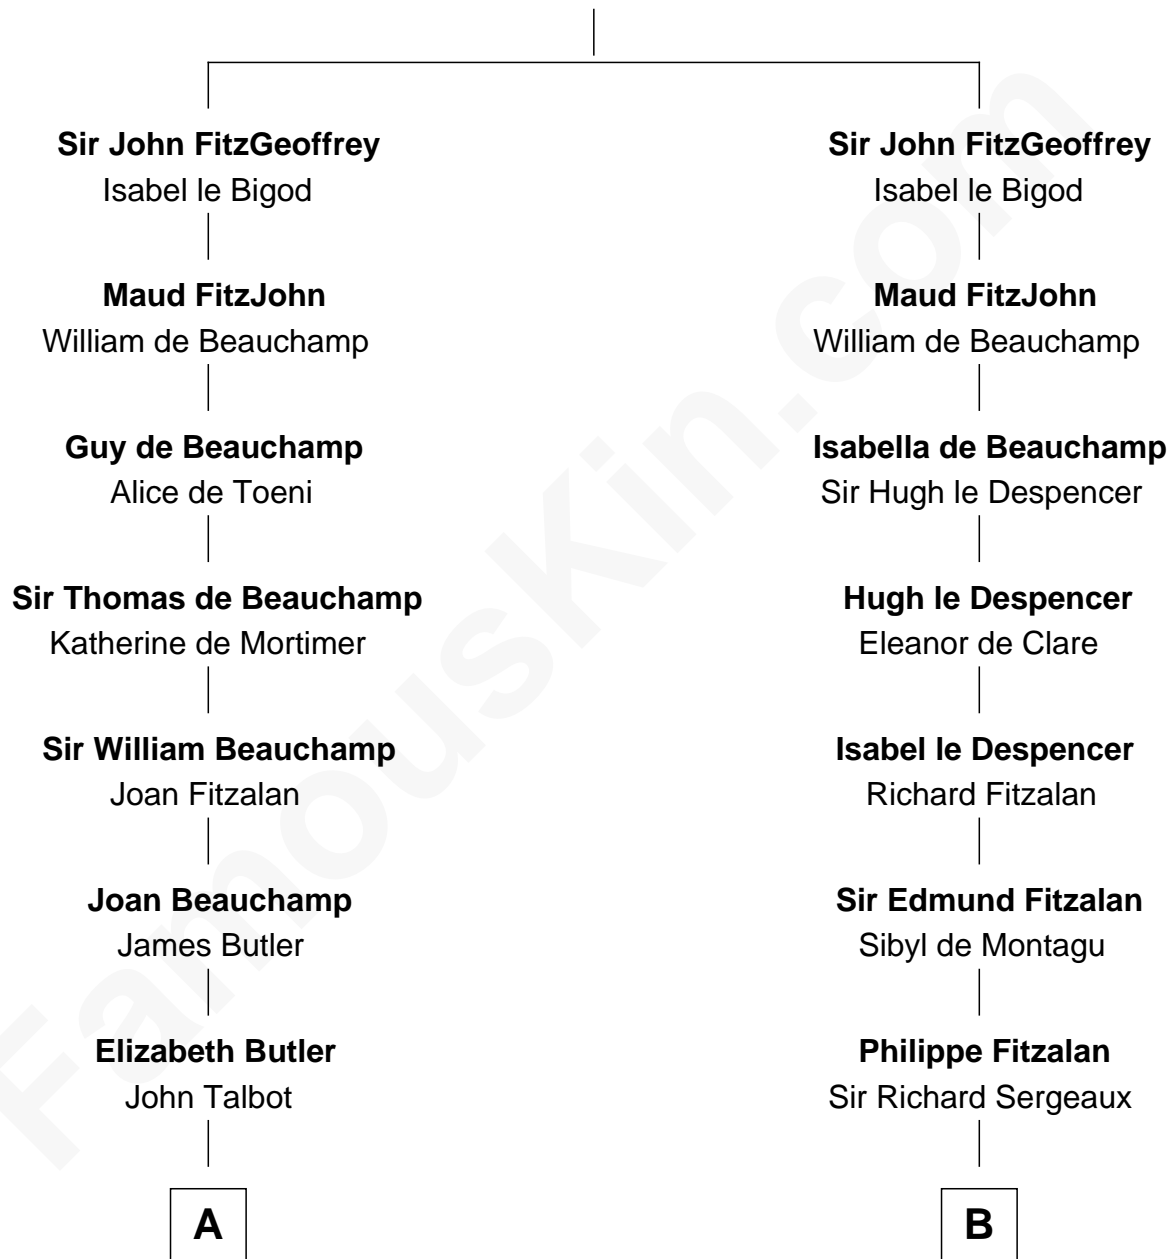 Sir John FitzGeoffrey
Isabel le Bigod
Maud FitzJohn
William de Beauchamp
Guy de Beauchamp
Alice de Toeni
Sir Thomas de Beauchamp
Katherine de Mortimer
Sir William Beauchamp
Joan Fitzalan
Joan Beauchamp
James Butler
Elizabeth Butler
John Talbot
A
Sir John FitzGeoffrey
Isabel le Bigod
Maud FitzJohn
William de Beauchamp
Isabella de Beauchamp
Sir Hugh le Despencer
Hugh le Despencer
Eleanor de Clare
Isabel le Despencer
Richard Fitzalan
Sir Edmund Fitzalan
Sibyl de Montagu
Philippe Fitzalan
Sir Richard Sergeaux
B
FamousKin.com